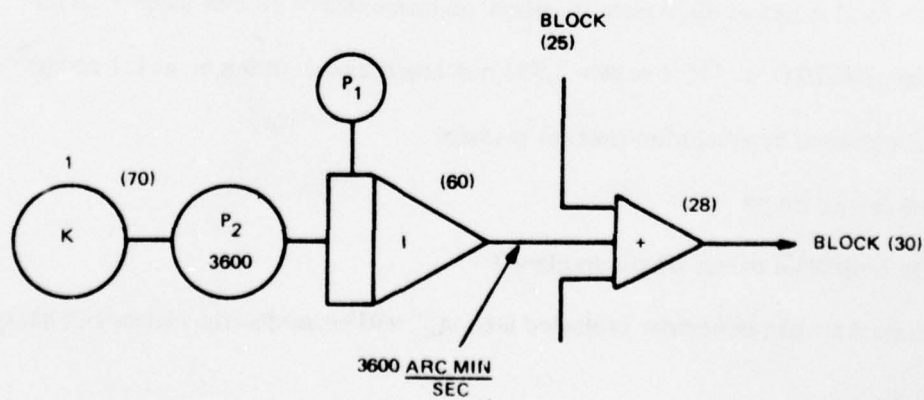 BLOCK
(25)
P1
1
(70)
(60)
(28)
K
P2
3600
I
+
BLOCK (30)
3600 ARC MIN
SEC